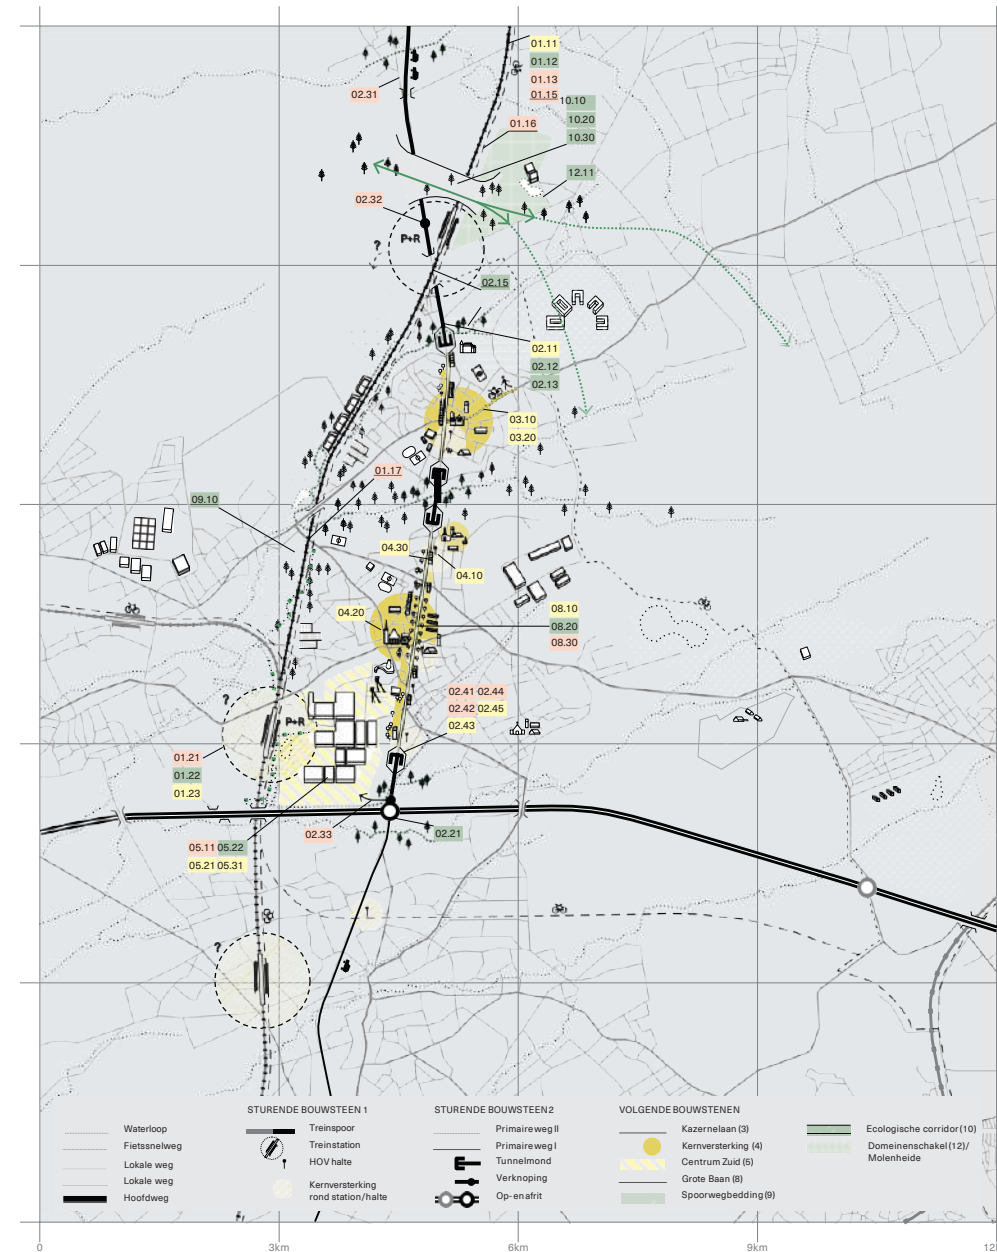 01.11
01.12
01.13
01.15
10.10
10.20
10.30
02.31
01.16
12.11
02.32
P+R
?
02.15
02.11
02.12
02.13
03.10
03.20
01.17
09.10
04.30
04.10
04.20
08.10
08.20
08.30
02.41 02.44
02.42 02.45
02.43
?
P+R
01.21
01.22
01.23
05.11 05.22
05.21 05.31
02.33
02.21
?
STURENDE BOUWSTEEN 1
STURENDE BOUWSTEEN 2
VOLGENDE BOUWSTENEN
Waterloop
Fietssnelweg
Lokale weg
Lokale weg
Hoofdweg
Treinspoor
Treinstation
HOV halte
Kernversterking
rond station/halte
Primaire weg II
Primaire weg I
Tunnelmond
Verknoping
Op- en afrit
Kazernelaan (3)
Kernversterking (4)
Centrum Zuid (5)
Grote Baan (8)
Spoorwegbedding (9)
Ecologische corridor (10)
Domeinenschakel (12)/
Molenheide
0
3km
6km
9km
12